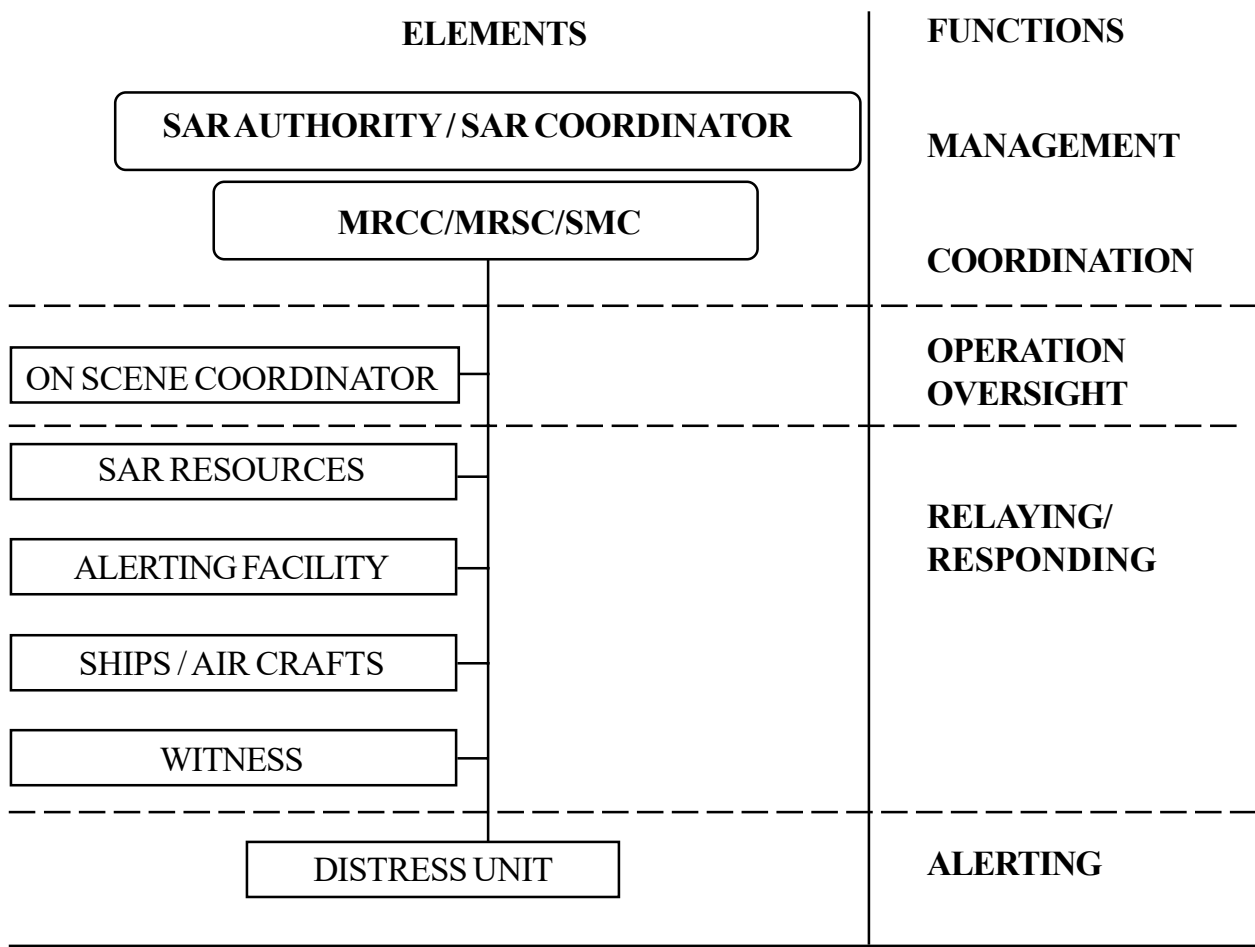 ELEMENTS
FUNCTIONS
SAR AUTHORITY / SAR COORDINATOR
MANAGEMENT
MRCC/MRSC/SMC
COORDINATION
ON SCENE COORDINATOR
OPERATION
OVERSIGHT
SAR RESOURCES
RELAYING/
RESPONDING
ALERTING FACILITY
SHIPS / AIR CRAFTS
WITNESS
DISTRESS UNIT
ALERTING